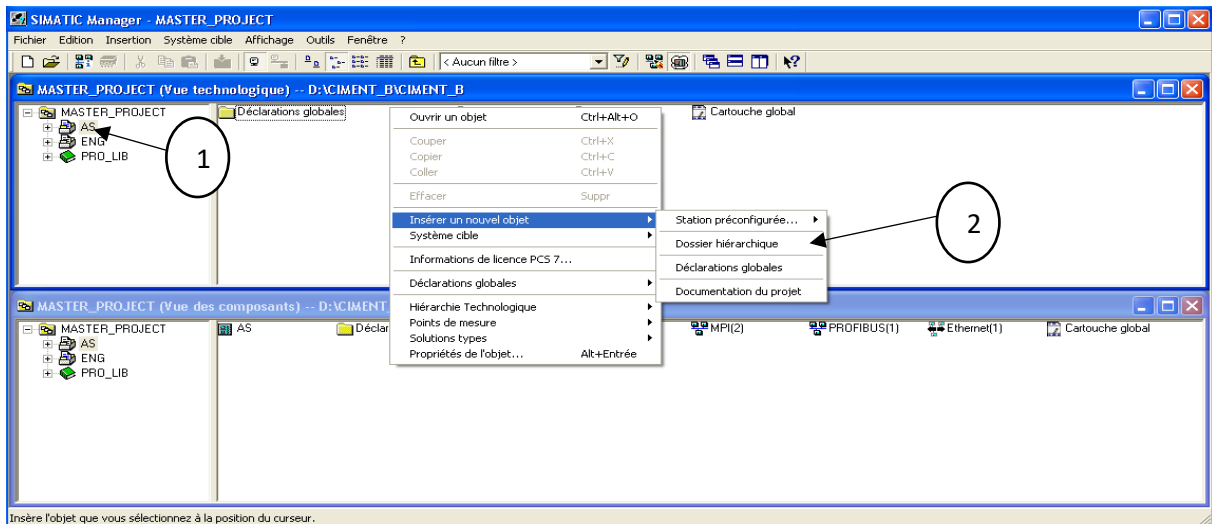 SIMATIC Manager - MASTER_PROJECT
Fichier Edition Insertion Système cible Affichage Outils Fenêtre ?
< Aucun filtre >
MASTER_PROJECT (Vue technologique) -- D:\CIMENT_B\CIMENT_B
MASTER_PROJECT
AS
ENG
PRO_LIB
Déclarations globales
Cartouche global
1
Ouvrir un objet Ctrl+Alt+O
Couper Ctrl+X
Copier Ctrl+C
Coller Ctrl+V
Effacer Suppr
Insérer un nouvel objet
Système cible
Informations de licence PCS 7...
Déclarations globales
Hiérarchie Technologique
Points de mesure
Solutions types
Propriétés de l'objet... Alt+Entrée
Station préconfigurée...
Dossier hiérarchique
Déclarations globales
Documentation du projet
2
MASTER_PROJECT (Vue des composants) -- D:\CIMENT_
MASTER_PROJECT
AS
ENG
PRO_LIB
AS Déclar MPI(2) PROFIBUS(1) Ethernet(1) Cartouche global
Insère l'objet que vous sélectionnez à la position du curseur.